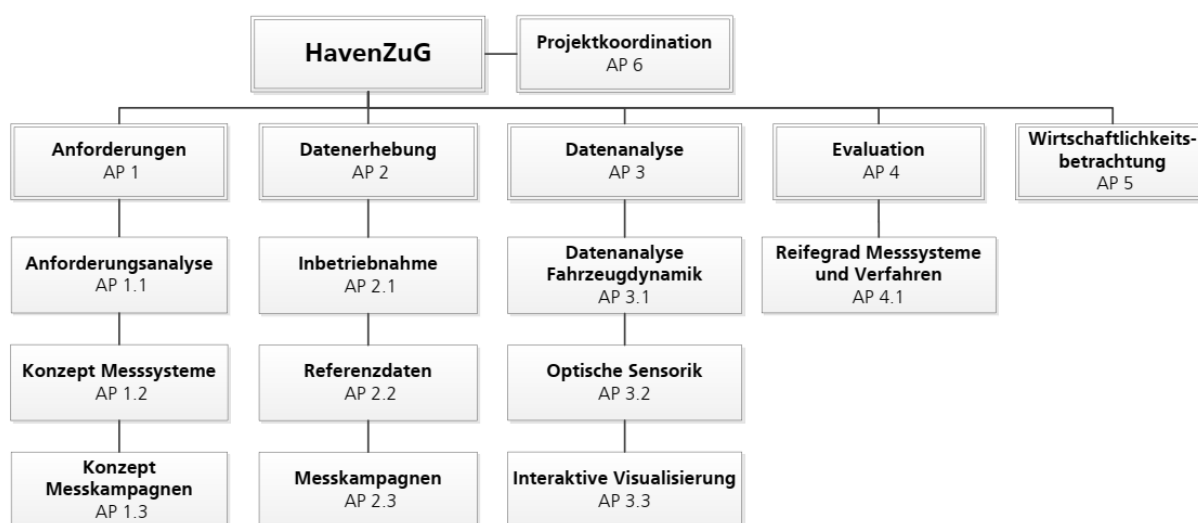 HavenZuG
Projektkoordination
AP 6
Anforderungen
AP 1
Datenerhebung
AP 2
Datenanalyse
AP 3
Evaluation
AP 4
Wirtschaftlichkeits-
betrachtung
AP 5
Anforderungsanalyse
AP 1.1
Inbetriebnahme
AP 2.1
Datenanalyse
Fahrzeugdynamik
AP 3.1
Reifegrad Messsysteme
und Verfahren
AP 4.1
Konzept Messsysteme
AP 1.2
Referenzdaten
AP 2.2
Optische Sensorik
AP 3.2
Konzept
Messkampagnen
AP 1.3
Messkampagnen
AP 2.3
Interaktive Visualisierung
AP 3.3